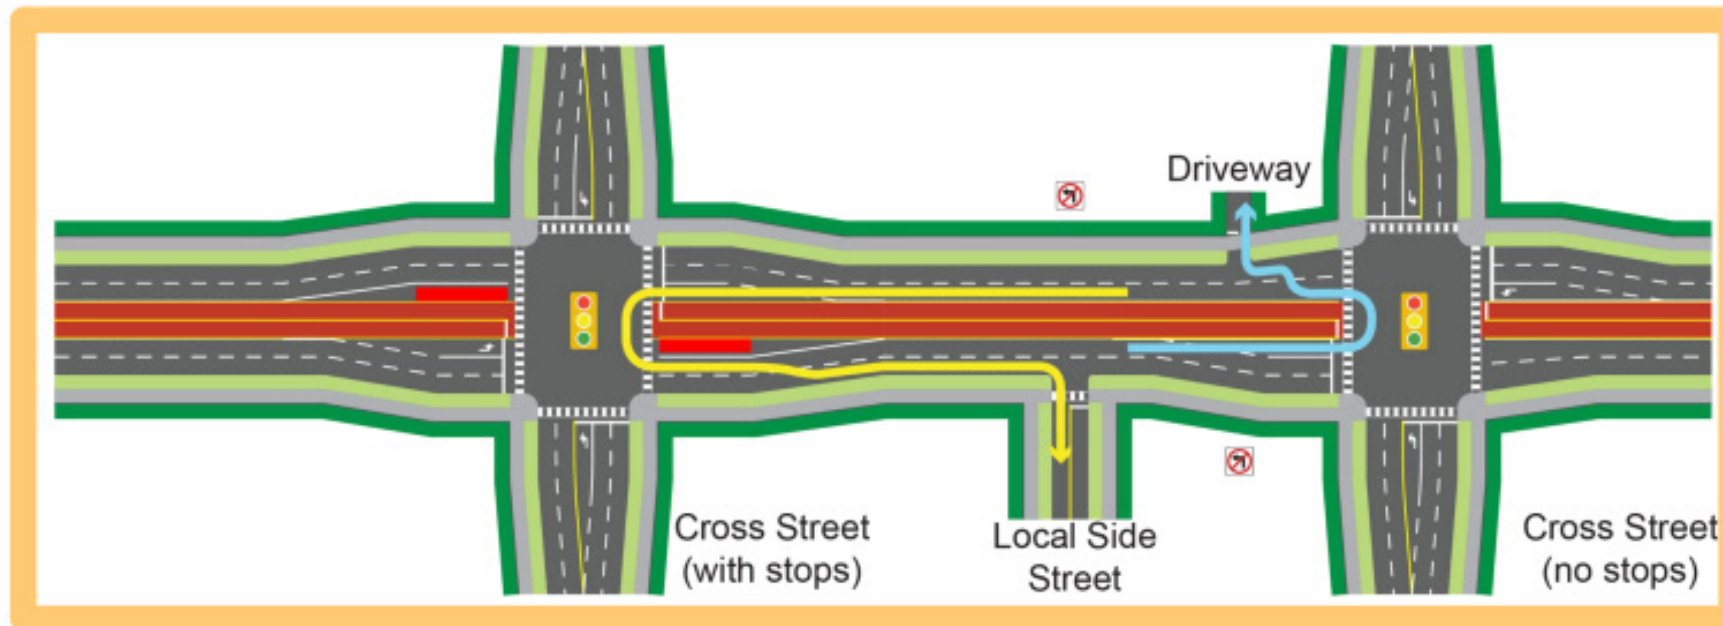 Driveway
Cross Street
(with stops)
Local Side
Street
Cross Street
(no stops)